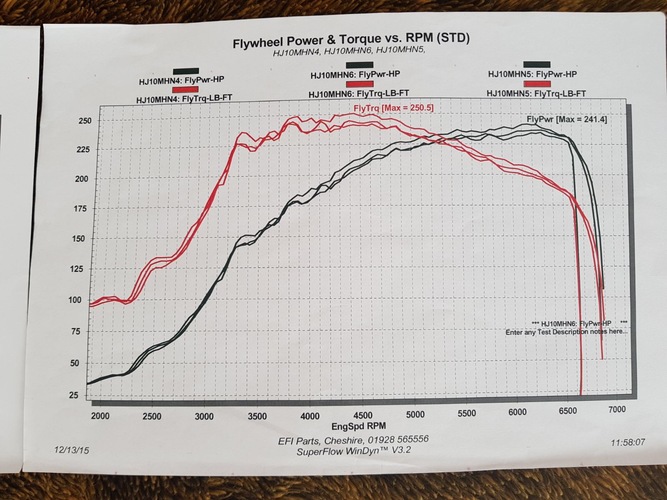 Flywheel Power & Torque vs. RPM (STD)
HJ10MHN4, HJ10MHN6, HJ10MHN5,
HJ10MHN4: FlyPwr-HP
HJ10MHN6: FlyPwr-HP
HJ10MHN5: FlyPwr-HP
HJ10MHN4: FlyTrq-LB-FT
HJ10MHN6: FlyTrq-LB-FT
HJ10MHN5: FlyTrq-LB-FT
FlyTrq [Max = 250.5]
FlyPwr [Max = 241.4]
250
225
200
175
150
125
100
75
50
25
*** HJ10MHN6: FlyPwr-HP ***
Enter any Test Description notes here...
2000 2500 3000 3500 4000 4500 5000 5500 6000 6500 7000
EngSpd RPM
12/13/15
EFI Parts, Cheshire, 01928 565556
SuperFlow WinDyn™ V3.2
11:58:07